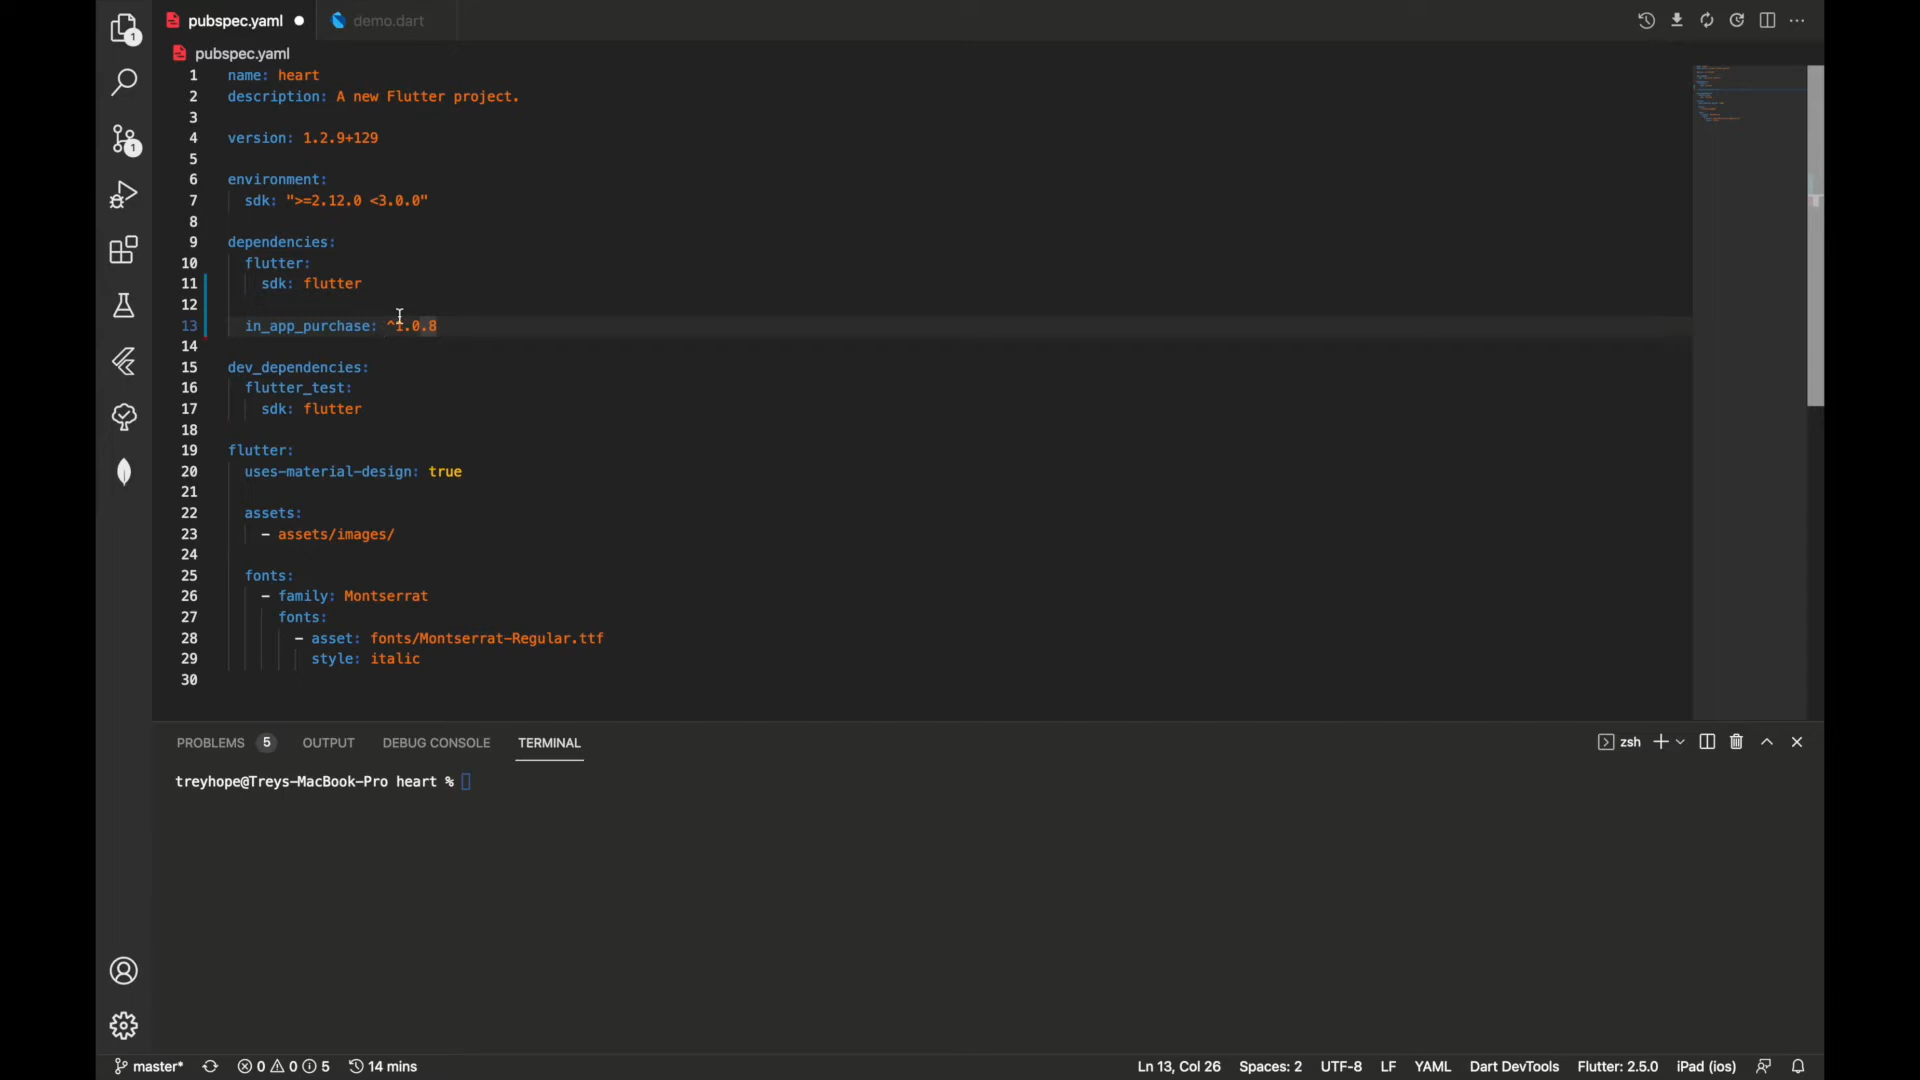 pubspec.yaml
demo.dart
1
pubspec.yaml
1 name: heart
2 description: A new Flutter project.
3
4 version: 1.2.9+129
5
6 environment:
7 sdk: ">=2.12.0 <3.0.0"
8
9 dependencies:
10 flutter:
11 sdk: flutter
12
13 in_app_purchase: ^1.0.8
14
15 dev_dependencies:
16 flutter_test:
17 sdk: flutter
18
19 flutter:
20 uses-material-design: true
21
22 assets:
23 - assets/images/
24
25 fonts:
26 - family: Montserrat
27 fonts:
28 - asset: fonts/Montserrat-Regular.ttf
29 style: italic
30
1
PROBLEMS 5 OUTPUT DEBUG CONSOLE TERMINAL
zsh
treyhope@Treys-MacBook-Pro heart %
master* 0 0 5 14 mins
Ln 13, Col 26 Spaces: 2 UTF-8 LF YAML Dart DevTools Flutter: 2.5.0 iPad (ios)